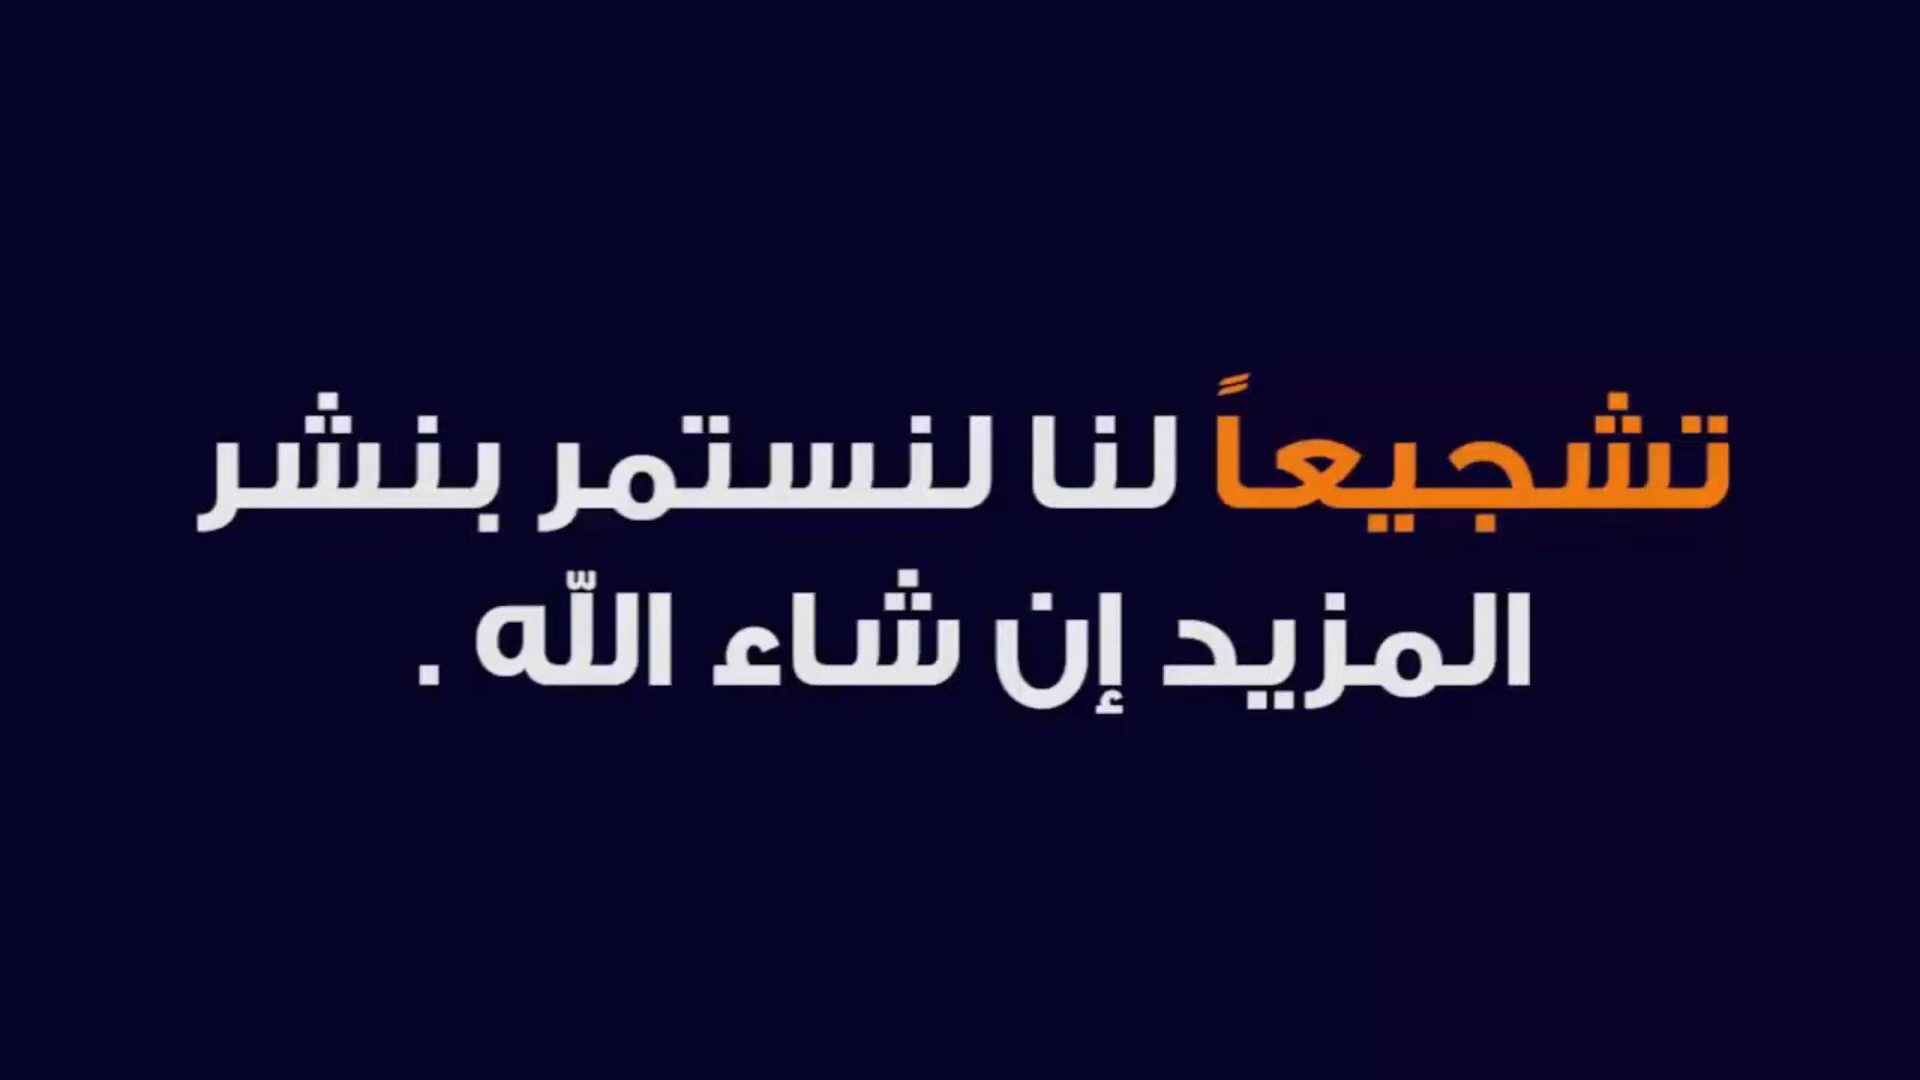 تشجيعاً لنا لنستمر بنشر
المزيد إن شاء اللّه .